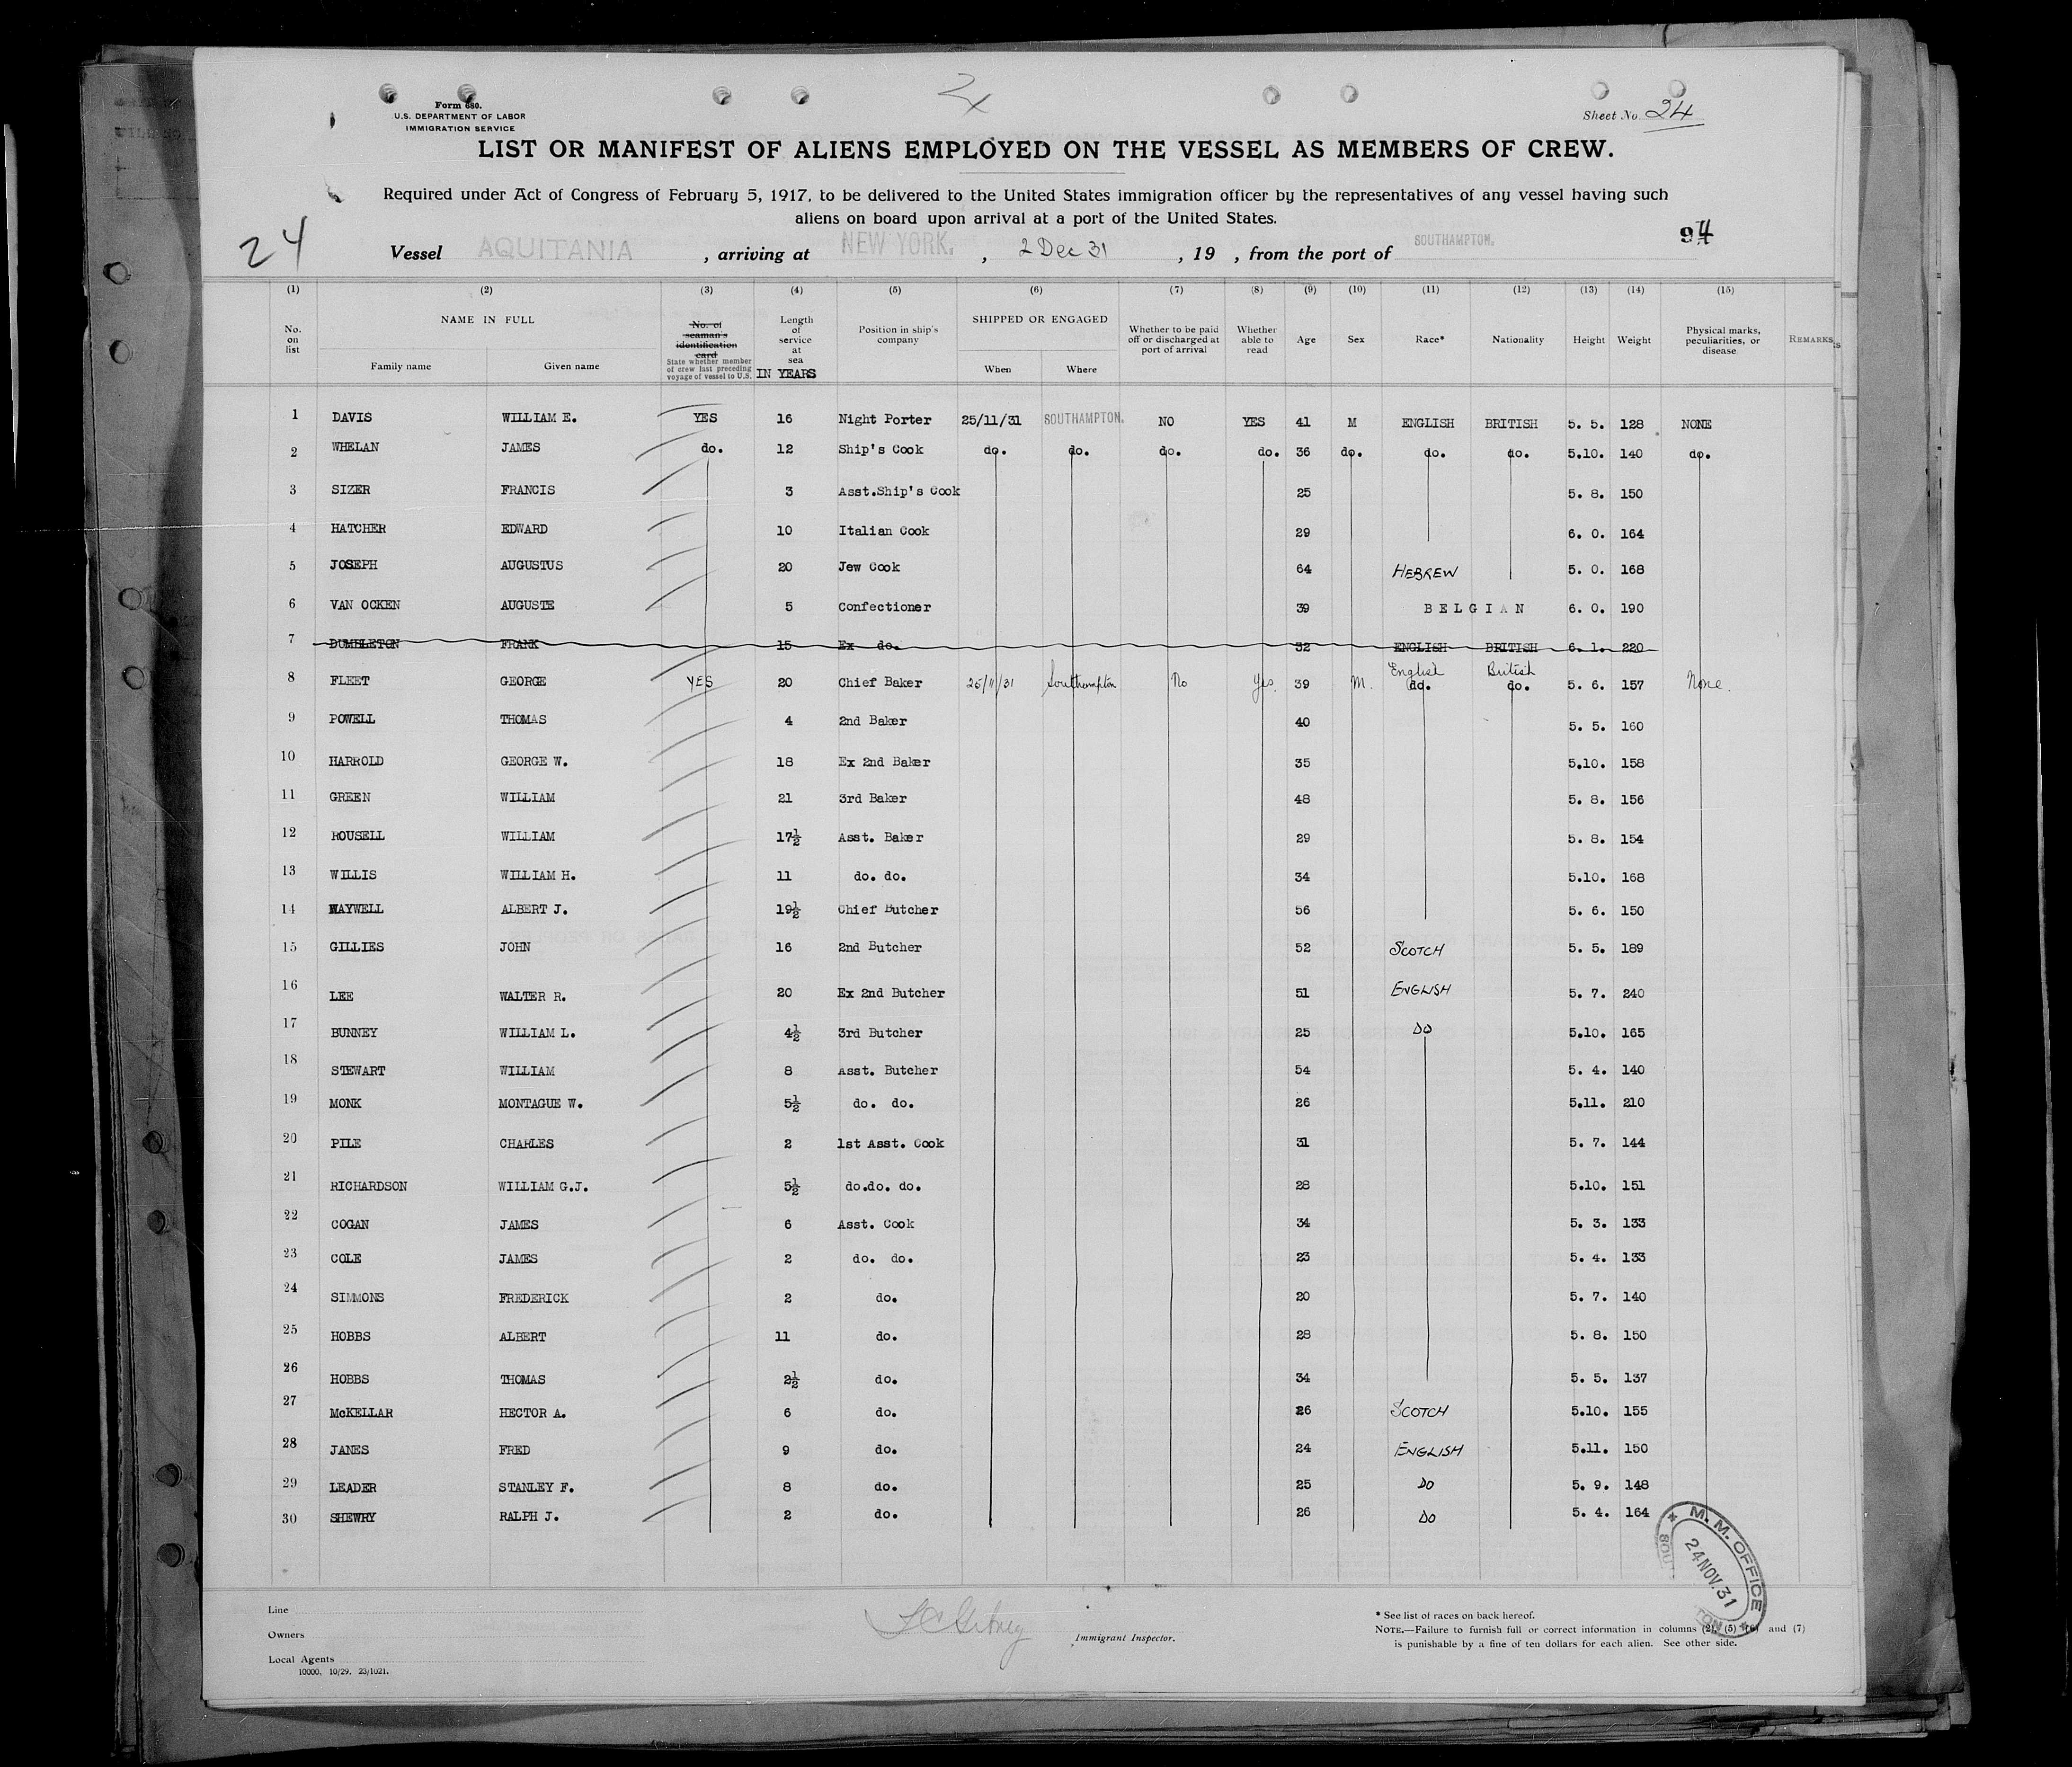 Form 680.
U.S. DEPARTMENT OF LABOR
IMMIGRATION SERVICE
Sheet No. 24
LIST OR MANIFEST OF ALIENS EMPLOYED ON THE VESSEL AS MEMBERS OF CREW.
Required under Act of Congress of February 5, 1917, to be delivered to the United States immigration officer by the representatives of any vessel having such
aliens on board upon arrival at a port of the United States.
24
94
Vessel AQUITANIA , arriving at NEW YORK. , 2 Dec 31 , 19 , from the port of SOUTHAMPTON.
(1) (2) (3) (4) (5) (6) (7) (8) (9) (10) (11) (12) (13) (14) (15)
No. on list
NAME IN FULL
Family name Given name
No. of seaman's identification card
State whether member of crew last preceding voyage of vessel to U.S.
Length of service at sea IN YEARS
Position in ship's company
SHIPPED OR ENGAGED
When Where
Whether to be paid off or discharged at port of arrival
Whether able to read
Age Sex Race* Nationality Height Weight
Physical marks, peculiarities, or disease
REMARKS
1 DAVIS WILLIAM E. YES 16 Night Porter 25/11/31 SOUTHAMPTON. NO YES 41 M ENGLISH BRITISH 5. 5. 128 NONE
2 WHELAN JAMES do. 12 Ship's Cook do. do. do. do. 36 do. do. do. 5.10. 140 do.
3 SIZER FRANCIS 3 Asst.Ship's Cook 25 5. 8. 150
4 HATCHER EDWARD 10 Italian Cook 29 6. 0. 164
5 JOSEPH AUGUSTUS 20 Jew Cook 64 HEBREW 5. 0. 168
6 VAN OCKEN AUGUSTE 5 Confectioner 39 BELGIAN 6. 0. 190
7 DUMBLETON FRANK 15 Ex do. 32 ENGLISH BRITISH 6. 1. 220
8 FLEET GEORGE YES 20 Chief Baker 25/11/31 Southampton No Yes. 39 M. English do. British do. 5. 6. 157 None.
9 POWELL THOMAS 4 2nd Baker 40 5. 5. 160
10 HARROLD GEORGE W. 18 Ex 2nd Baker 35 5.10. 158
11 GREEN WILLIAM 21 3rd Baker 48 5. 8. 156
12 ROUSELL WILLIAM 17½ Asst. Baker 29 5. 8. 154
13 WILLIS WILLIAM H. 11 do. do. 34 5.10. 168
14 HAYWELL ALBERT J. 19½ Chief Butcher 56 5. 6. 150
15 GILLIES JOHN 16 2nd Butcher 52 SCOTCH 5. 5. 189
16 LEE WALTER R. 20 Ex 2nd Butcher 51 ENGLISH 5. 7. 240
17 BUNNEY WILLIAM L. 4½ 3rd Butcher 25 DO 5.10. 165
18 STEWART WILLIAM 8 Asst. Butcher 54 5. 4. 140
19 MONK MONTAGUE W. 5½ do. do. 26 5.11. 210
20 PILE CHARLES 2 1st Asst. Cook 31 5. 7. 144
21 RICHARDSON WILLIAM G.J. 5½ do.do. do. 28 5.10. 151
22 COGAN JAMES 6 Asst. Cook 34 5. 3. 133
23 COLE JAMES 2 do. do. 23 5. 4. 133
24 SIMMONS FREDERICK 2 do. 20 5. 7. 140
25 HOBBS ALBERT 11 do. 28 5. 8. 150
26 HOBBS THOMAS 2½ do. 34 5. 5. 137
27 McKELLAR HECTOR A. 6 do. 26 SCOTCH 5.10. 155
28 JANES FRED 9 do. 24 ENGLISH 5.11. 150
29 LEADER STANLEY F. 8 do. 25 DO 5. 9. 148
30 SHEWRY RALPH J. 2 do. 26 DO 5. 4. 164
M. M. OFFICE
24 NOV. 31
Line
Owners
Local Agents
10000. 10/29. 23/1021.
Immigrant Inspector.
* See list of races on back hereof.
NOTE.—Failure to furnish full or correct information in columns (2), (5) (6) and (7)
is punishable by a fine of ten dollars for each alien. See other side.